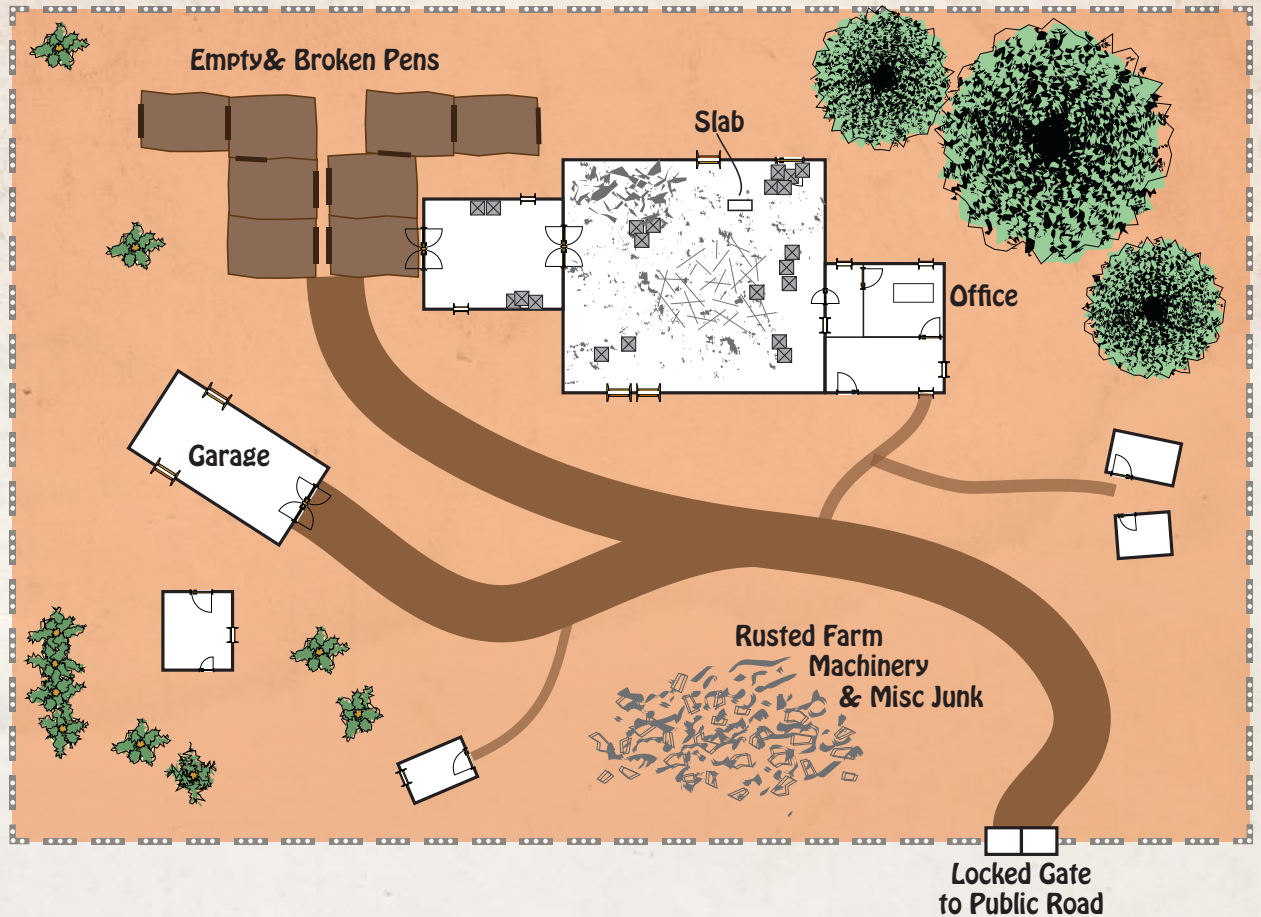 Empty& Broken Pens
Slab
Office
Garage
Rusted Farm
Machinery
& Misc Junk
Locked Gate
to Public Road